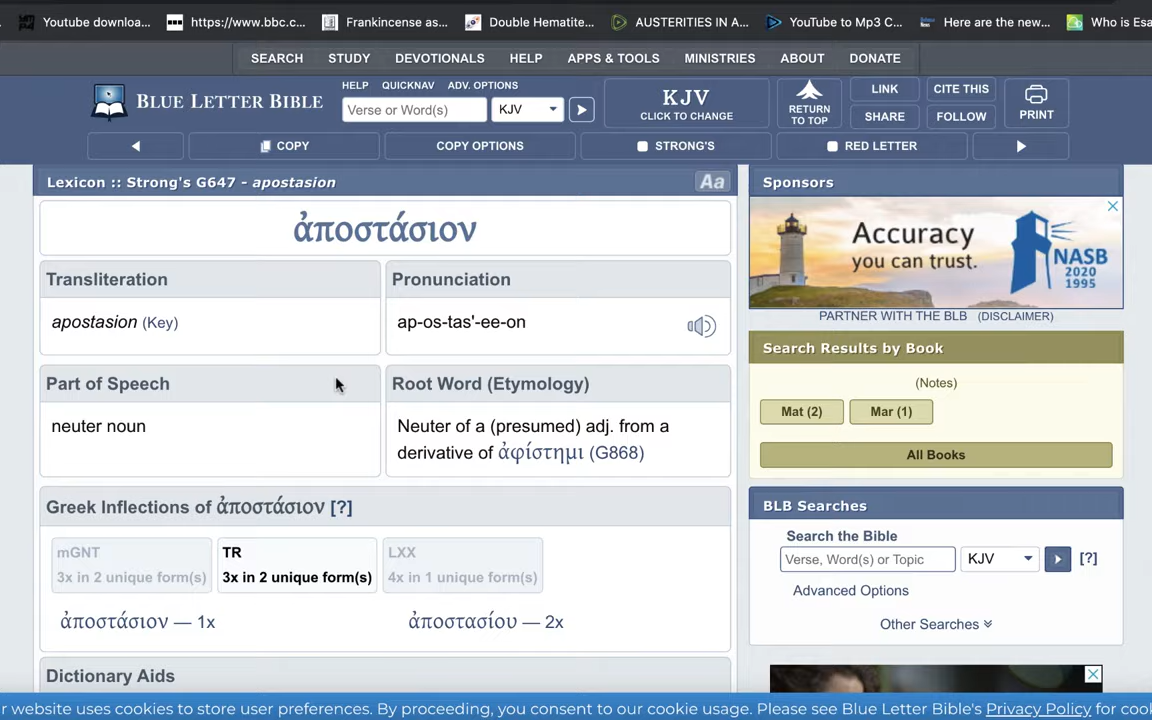 Youtube downloa...
https://www.bbc.c...
Frankincense as...
Double Hematite...
AUSTERITIES IN A...
YouTube to Mp3 C...
Here are the new...
Who is Esa
SEARCH STUDY DEVOTIONALS HELP APPS & TOOLS MINISTRIES ABOUT DONATE
BLUE LETTER BIBLE
HELP QUICKNAV ADV. OPTIONS
Verse or Word(s) KJV
KJV
CLICK TO CHANGE
RETURN
TO TOP
LINK
CITE THIS
SHARE
FOLLOW
PRINT
COPY
COPY OPTIONS
STRONG'S
RED LETTER
Lexicon :: Strong's G647 - apostasion
Aa
ἀποστάσιον
Transliteration
apostasion (Key)
Pronunciation
ap-os-tas'-ee-on
Part of Speech
neuter noun
Root Word (Etymology)
Neuter of a (presumed) adj. from a
derivative of ἀφίστημι (G868)
Greek Inflections of ἀποστάσιον [?]
mGNT
3x in 2 unique form(s)
TR
3x in 2 unique form(s)
LXX
4x in 1 unique form(s)
ἀποστάσιον — 1x
ἀποστασίου — 2x
Dictionary Aids
Sponsors
Accuracy
you can trust.
NASB
2020
1995
PARTNER WITH THE BLB (DISCLAIMER)
Search Results by Book
(Notes)
Mat (2)
Mar (1)
All Books
BLB Searches
Search the Bible
Verse, Word(s) or Topic KJV [?]
Advanced Options
Other Searches
r website uses cookies to store user preferences. By proceeding, you consent to our cookie usage. Please see Blue Letter Bible's Privacy Policy for cook